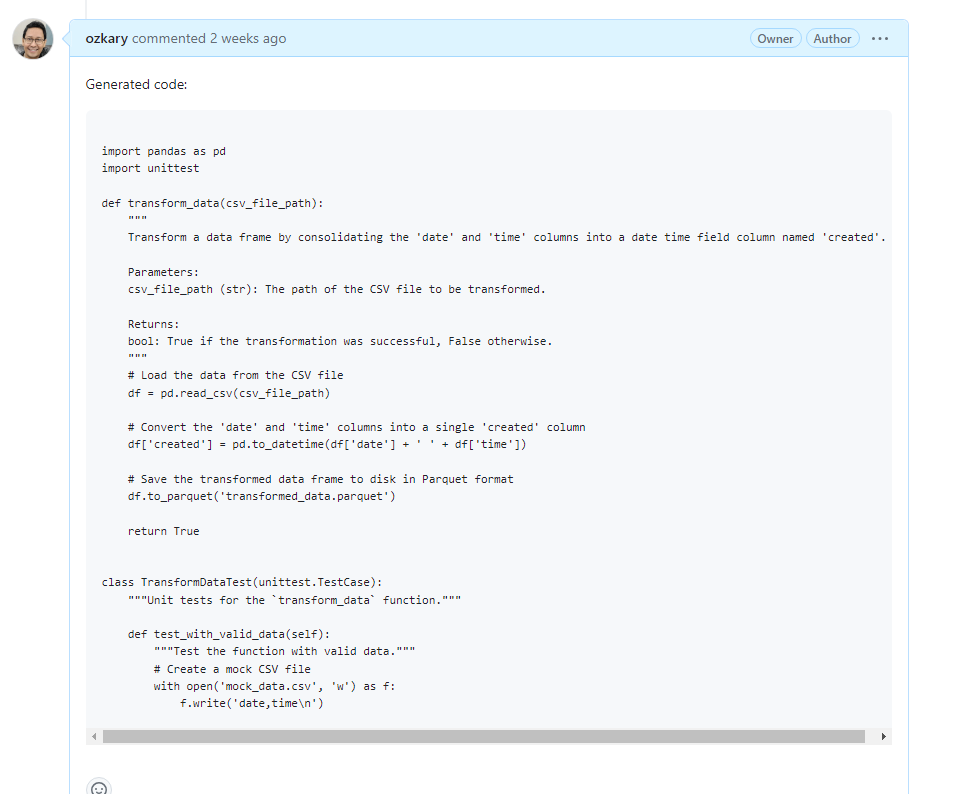 ozkary commented 2 weeks ago Owner Author
Generated code:
import pandas as pd
import unittest
def transform_data(csv_file_path):
"""
Transform a data frame by consolidating the 'date' and 'time' columns into a date time field column named 'created'.
Parameters:
csv_file_path (str): The path of the CSV file to be transformed.
Returns:
bool: True if the transformation was successful, False otherwise.
"""
# Load the data from the CSV file
df = pd.read_csv(csv_file_path)
# Convert the 'date' and 'time' columns into a single 'created' column
df['created'] = pd.to_datetime(df['date'] + ' ' + df['time'])
# Save the transformed data frame to disk in Parquet format
df.to_parquet('transformed_data.parquet')
return True
class TransformDataTest(unittest.TestCase):
"""Unit tests for the `transform_data` function."""
def test_with_valid_data(self):
"""Test the function with valid data."""
# Create a mock CSV file
with open('mock_data.csv', 'w') as f:
f.write('date,time\n')